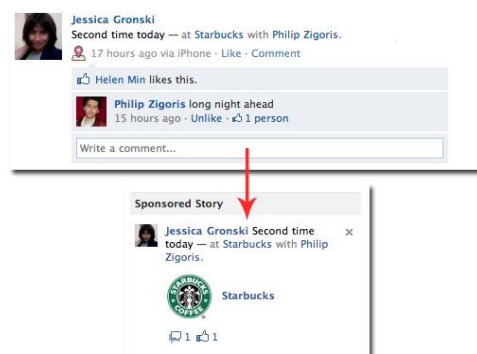 Jessica Gronski
Second time today — at Starbucks with Philip Zigoris.
17 hours ago via iPhone · Like · Comment
Helen Min likes this.
Philip Zigoris long night ahead
15 hours ago · Unlike · 1 person
Write a comment...
Sponsored Story
Jessica Gronski Second time
today — at Starbucks with Philip
Zigoris.
STARBUCKS
COFFEE
Starbucks
1 1